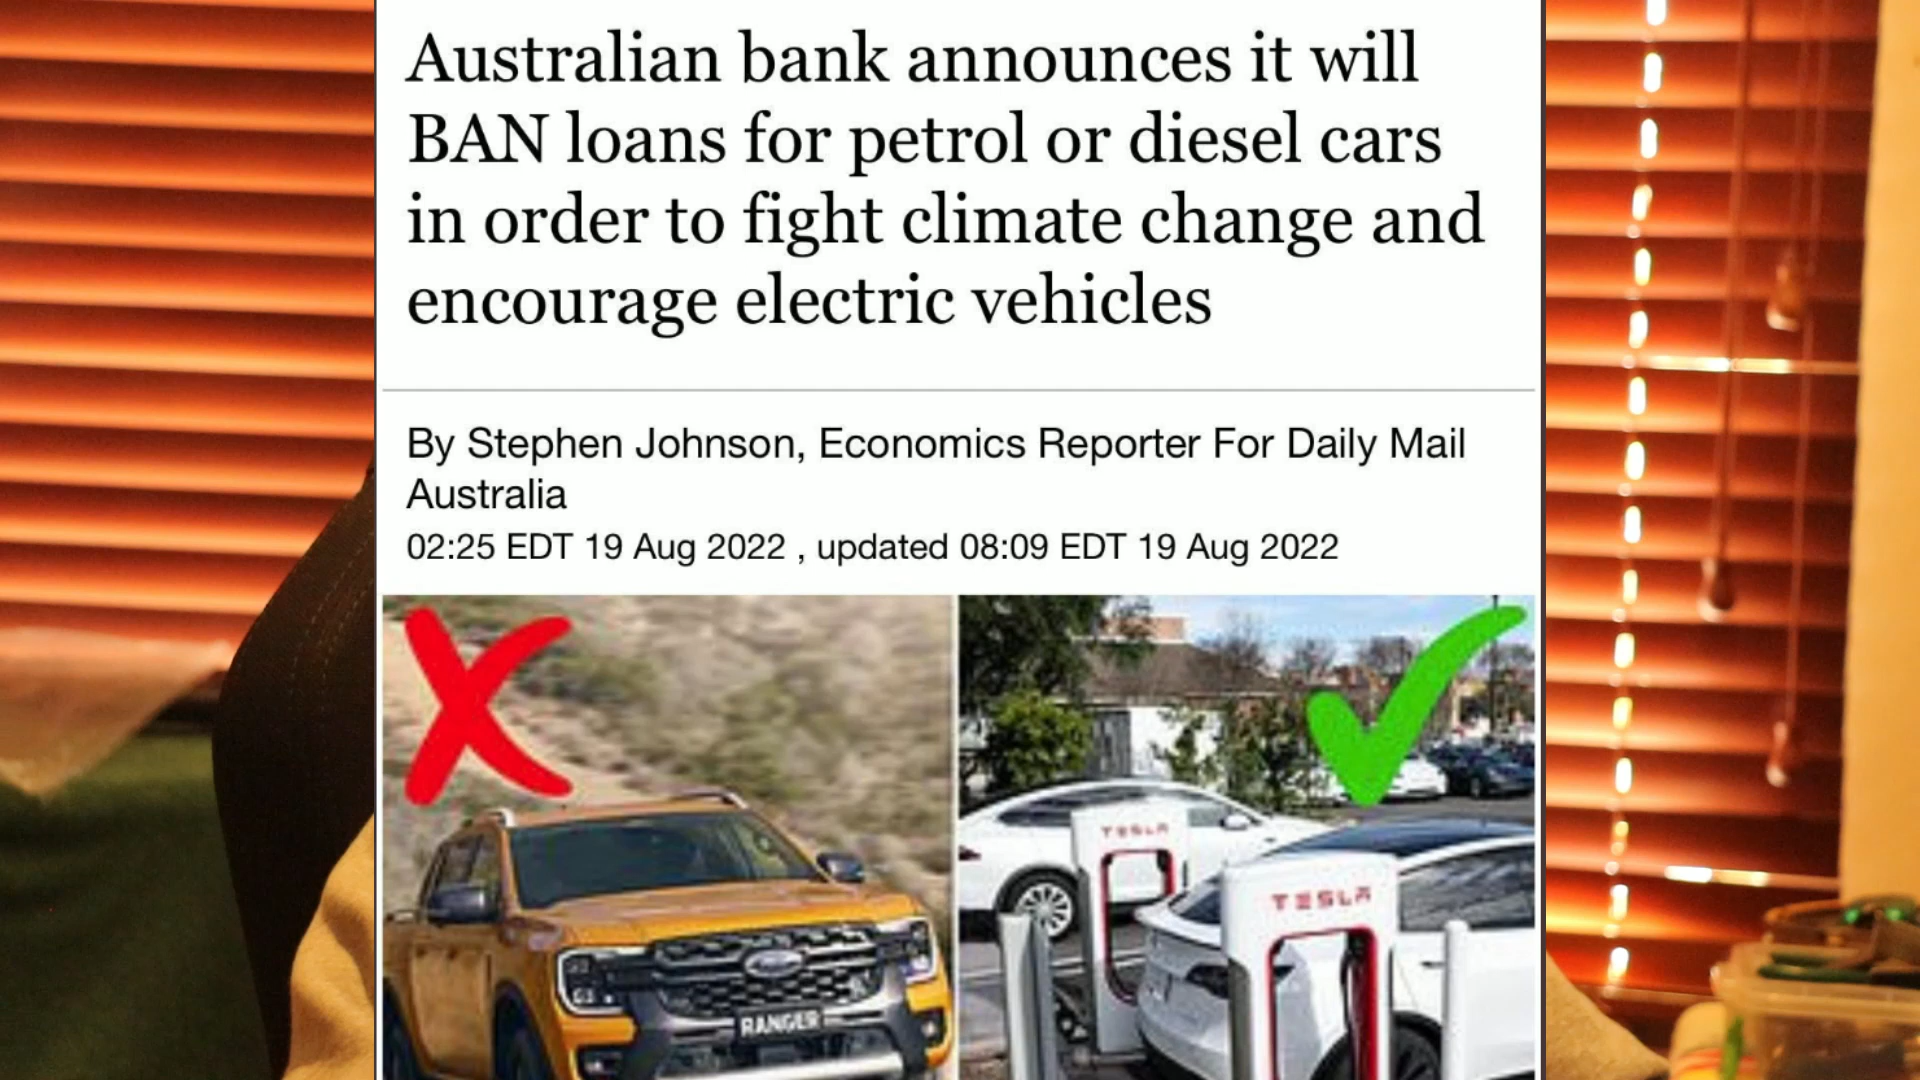 Australian bank announces it will
BAN loans for petrol or diesel cars
in order to fight climate change and
encourage electric vehicles
By Stephen Johnson, Economics Reporter For Daily Mail
Australia
02:25 EDT 19 Aug 2022 , updated 08:09 EDT 19 Aug 2022
TESLA
TESLA
Ford
RANGER